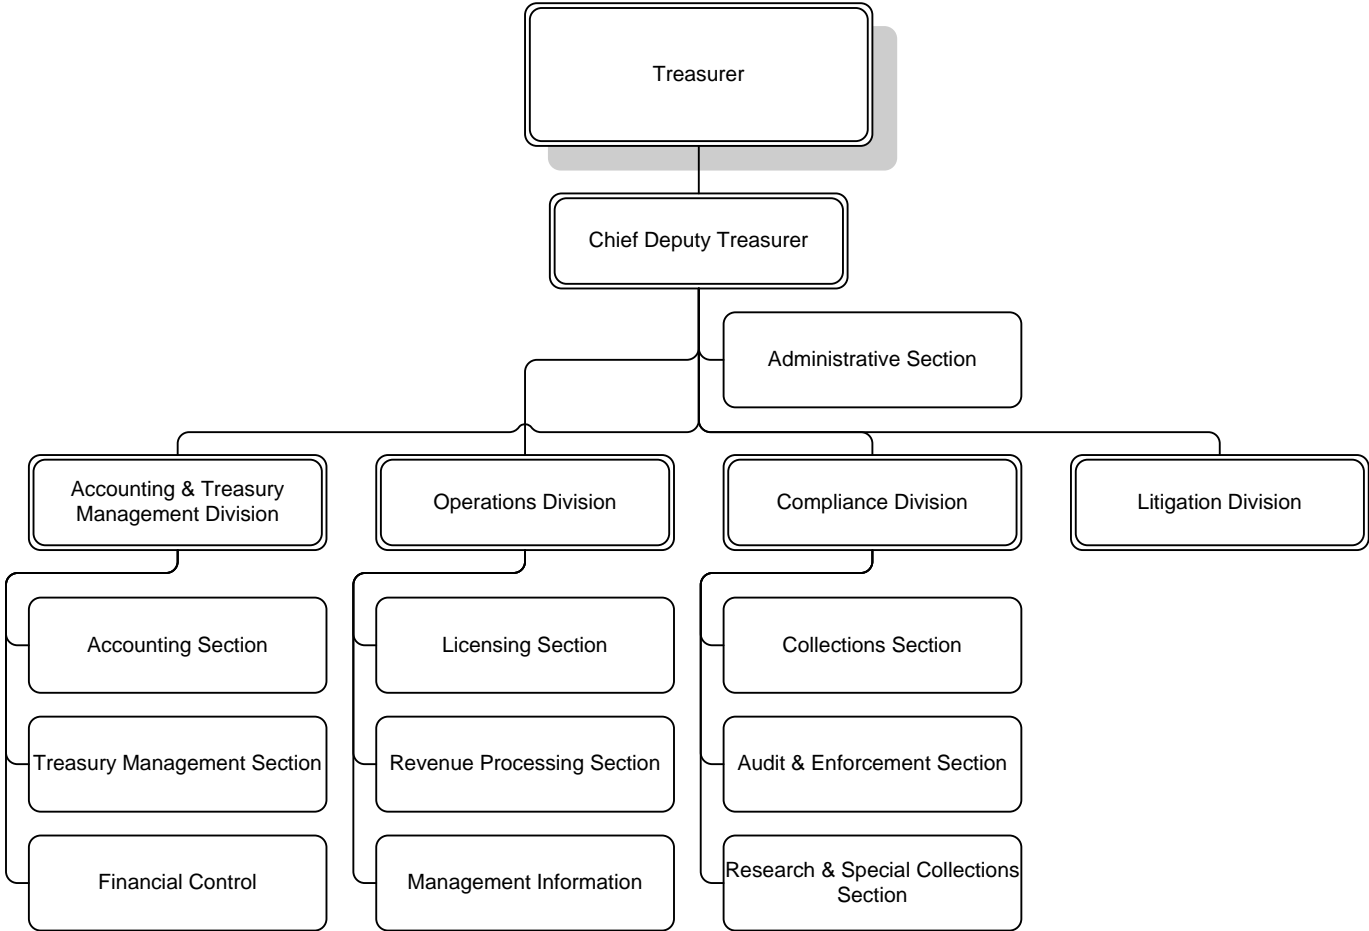 Treasurer
Chief Deputy Treasurer
Administrative Section
Accounting & Treasury
Management Division
Operations Division
Compliance Division
Litigation Division
Accounting Section
Licensing Section
Collections Section
Treasury Management Section
Revenue Processing Section
Audit & Enforcement Section
Financial Control
Management Information
Research & Special Collections
Section